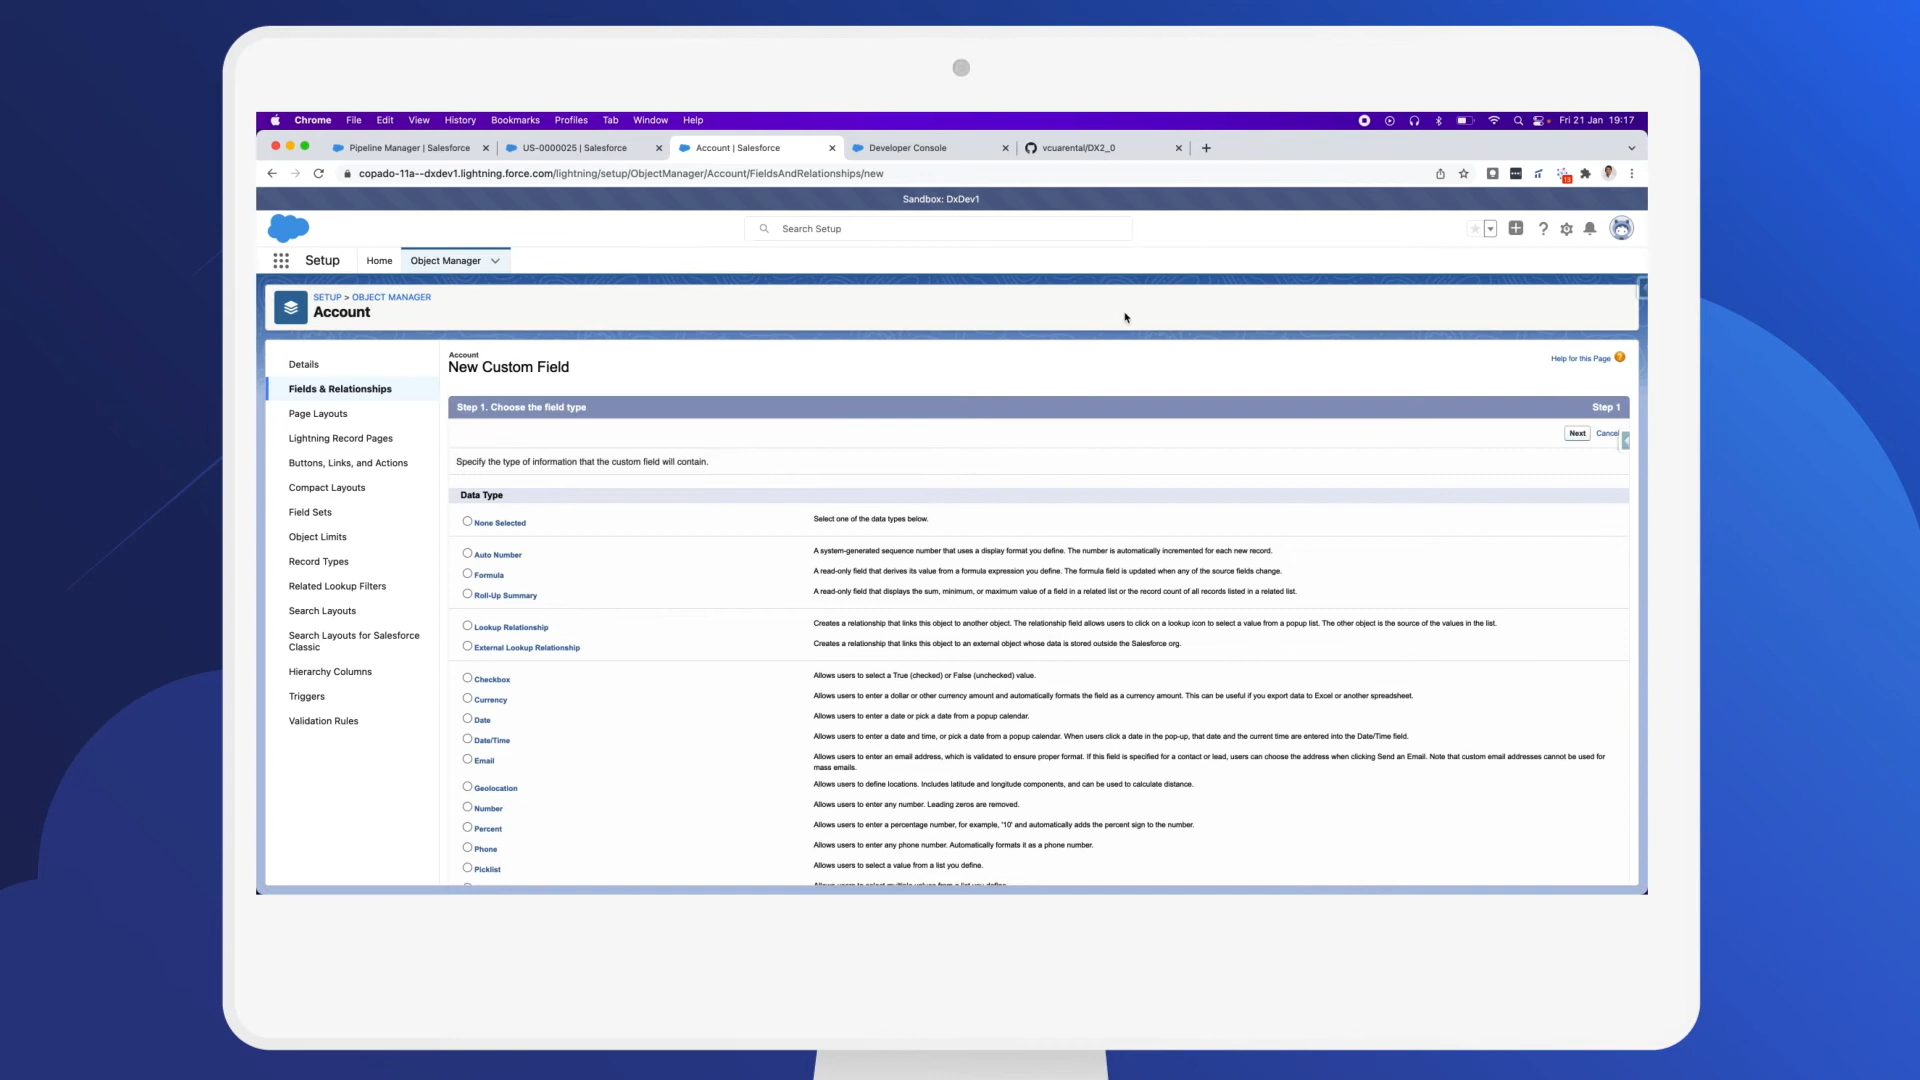 Chrome File Edit View History Bookmarks Profiles Tab Window Help Fri 21 Jan 19:17
Pipeline Manager | Salesforce US-0000025 | Salesforce Account | Salesforce Developer Console vcuarental/DX2_0
copado-11a--dxdev1.lightning.force.com/lightning/setup/ObjectManager/Account/FieldsAndRelationships/new
13
Sandbox: DxDev1
Search Setup
Setup Home Object Manager
SETUP > OBJECT MANAGER
Account
Details
Fields & Relationships
Page Layouts
Lightning Record Pages
Buttons, Links, and Actions
Compact Layouts
Field Sets
Object Limits
Record Types
Related Lookup Filters
Search Layouts
Search Layouts for Salesforce
Classic
Hierarchy Columns
Triggers
Validation Rules
Account
New Custom Field
Help for this Page
Step 1. Choose the field type Step 1
Next Cancel
Specify the type of information that the custom field will contain.
Data Type
None Selected Select one of the data types below.
Auto Number A system-generated sequence number that uses a display format you define. The number is automatically incremented for each new record.
Formula A read-only field that derives its value from a formula expression you define. The formula field is updated when any of the source fields change.
Roll-Up Summary A read-only field that displays the sum, minimum, or maximum value of a field in a related list or the record count of all records listed in a related list.
Lookup Relationship Creates a relationship that links this object to another object. The relationship field allows users to click on a lookup icon to select a value from a popup list. The other object is the source of the values in the list.
External Lookup Relationship Creates a relationship that links this object to an external object whose data is stored outside the Salesforce org.
Checkbox Allows users to select a True (checked) or False (unchecked) value.
Currency Allows users to enter a dollar or other currency amount and automatically formats the field as a currency amount. This can be useful if you export data to Excel or another spreadsheet.
Date Allows users to enter a date or pick a date from a popup calendar.
Date/Time Allows users to enter a date and time, or pick a date from a popup calendar. When users click a date in the pop-up, that date and the current time are entered into the Date/Time field.
Email Allows users to enter an email address, which is validated to ensure proper format. If this field is specified for a contact or lead, users can choose the address when clicking Send an Email. Note that custom email addresses cannot be used for
mass emails.
Geolocation Allows users to define locations. Includes latitude and longitude components, and can be used to calculate distance.
Number Allows users to enter any number. Leading zeros are removed.
Percent Allows users to enter a percentage number, for example, '10' and automatically adds the percent sign to the number.
Phone Allows users to enter any phone number. Automatically formats it as a phone number.
Picklist Allows users to select a value from a list you define.
Allows users to select multiple values from a list you define.